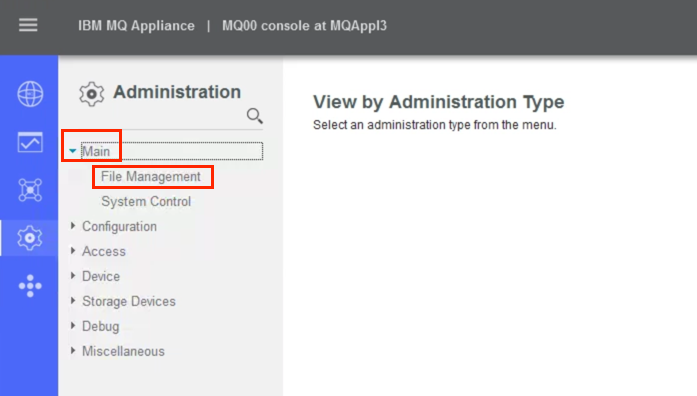 IBM MQ Appliance | MQ00 console at MQAppl3
Administration
Main
File Management
System Control
Configuration
Access
Device
Storage Devices
Debug
Miscellaneous
View by Administration Type
Select an administration type from the menu.